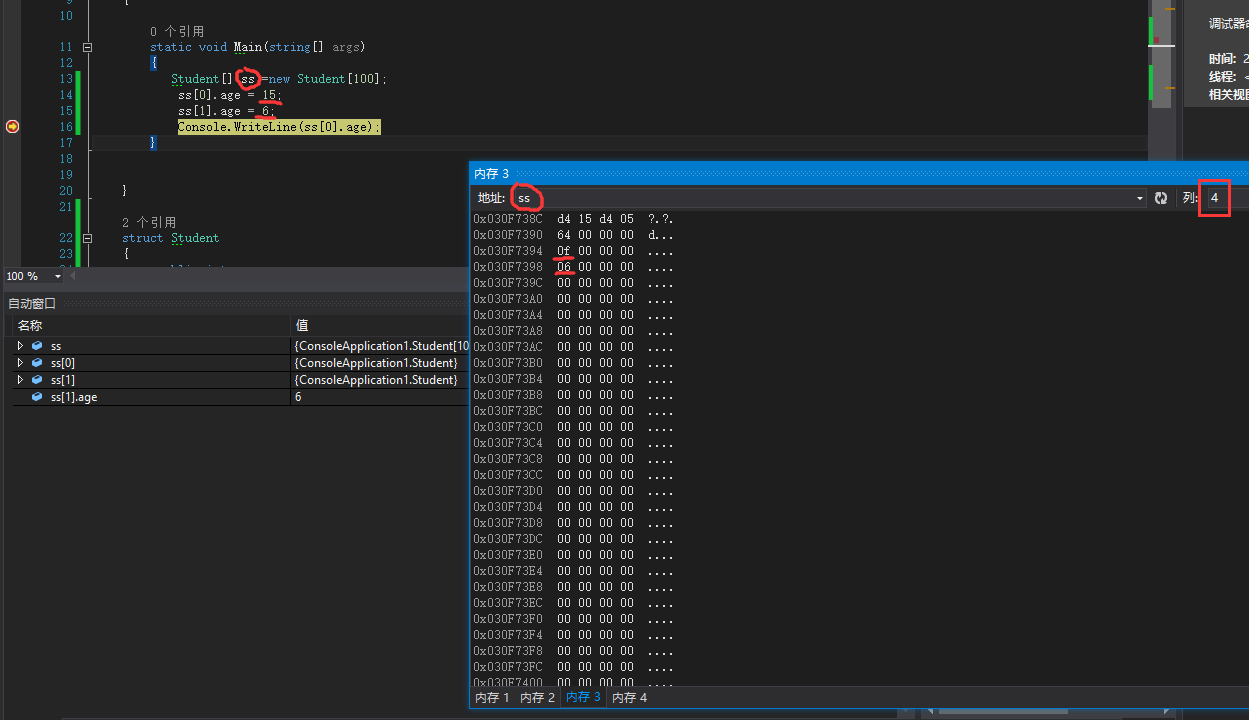 9 {
10
0 个引用
11 static void Main(string[] args)
12 {
13 Student[] ss =new Student[100];
14 ss[0].age = 15;
15 ss[1].age = 6;
16 Console.WriteLine(ss[0].age);
17 }
18
19
20 }
21
2 个引用
22 struct Student
23 {
100 %
调试器
时间: 2
线程: <
相关视图
自动窗口
名称 值
ss {ConsoleApplication1.Student[10
ss[0] {ConsoleApplication1.Student}
ss[1] {ConsoleApplication1.Student}
ss[1].age 6
内存 3
地址: ss 列: 4
0x030F738C d4 15 d4 05 ?.?.
0x030F7390 64 00 00 00 d...
0x030F7394 0f 00 00 00 ....
0x030F7398 06 00 00 00 ....
0x030F739C 00 00 00 00 ....
0x030F73A0 00 00 00 00 ....
0x030F73A4 00 00 00 00 ....
0x030F73A8 00 00 00 00 ....
0x030F73AC 00 00 00 00 ....
0x030F73B0 00 00 00 00 ....
0x030F73B4 00 00 00 00 ....
0x030F73B8 00 00 00 00 ....
0x030F73BC 00 00 00 00 ....
0x030F73C0 00 00 00 00 ....
0x030F73C4 00 00 00 00 ....
0x030F73C8 00 00 00 00 ....
0x030F73CC 00 00 00 00 ....
0x030F73D0 00 00 00 00 ....
0x030F73D4 00 00 00 00 ....
0x030F73D8 00 00 00 00 ....
0x030F73DC 00 00 00 00 ....
0x030F73E0 00 00 00 00 ....
0x030F73E4 00 00 00 00 ....
0x030F73E8 00 00 00 00 ....
0x030F73EC 00 00 00 00 ....
0x030F73F0 00 00 00 00 ....
0x030F73F4 00 00 00 00 ....
0x030F73F8 00 00 00 00 ....
0x030F73FC 00 00 00 00 ....
0x030F7400 00 00 00 00 ....
内存 1 内存 2 内存 3 内存 4